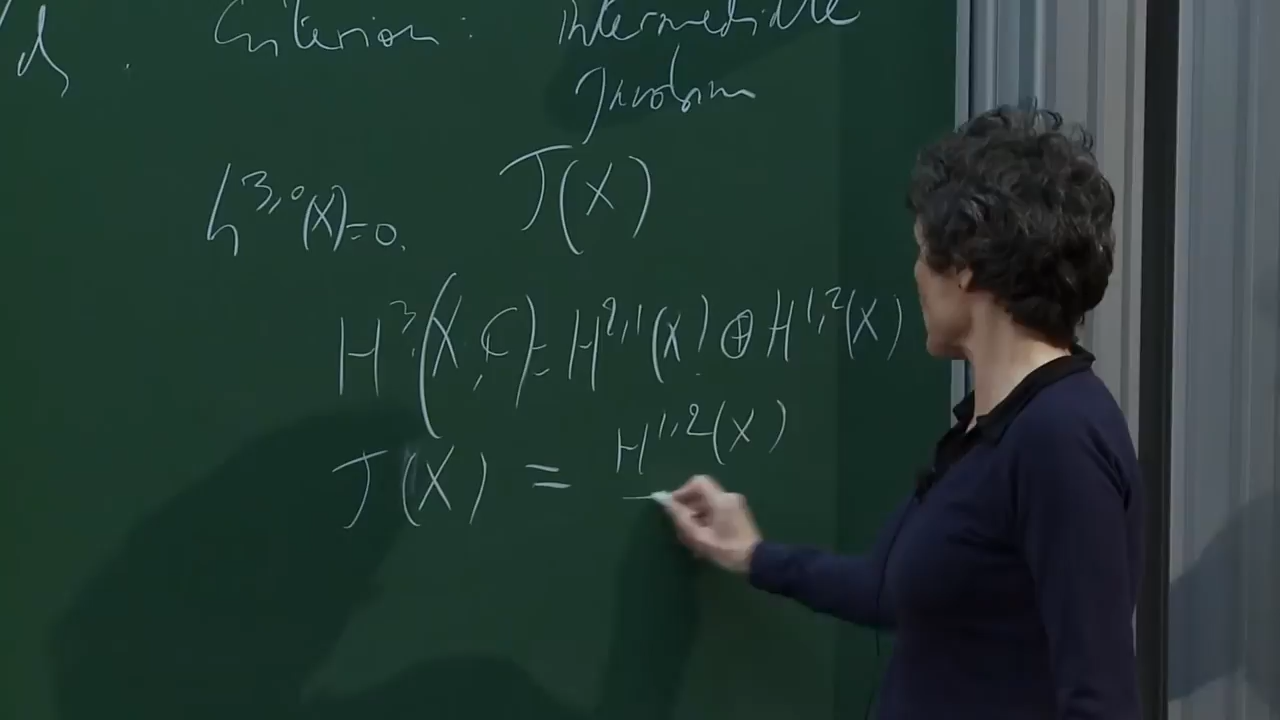 d. Criterion: intermediate
Jacobian
h^{3,0}(X)=0. J(X)
H^3(X,C)=H^{2,1}(X)⊕H^{1,2}(X)
J(X) = H^{1,2}(X)